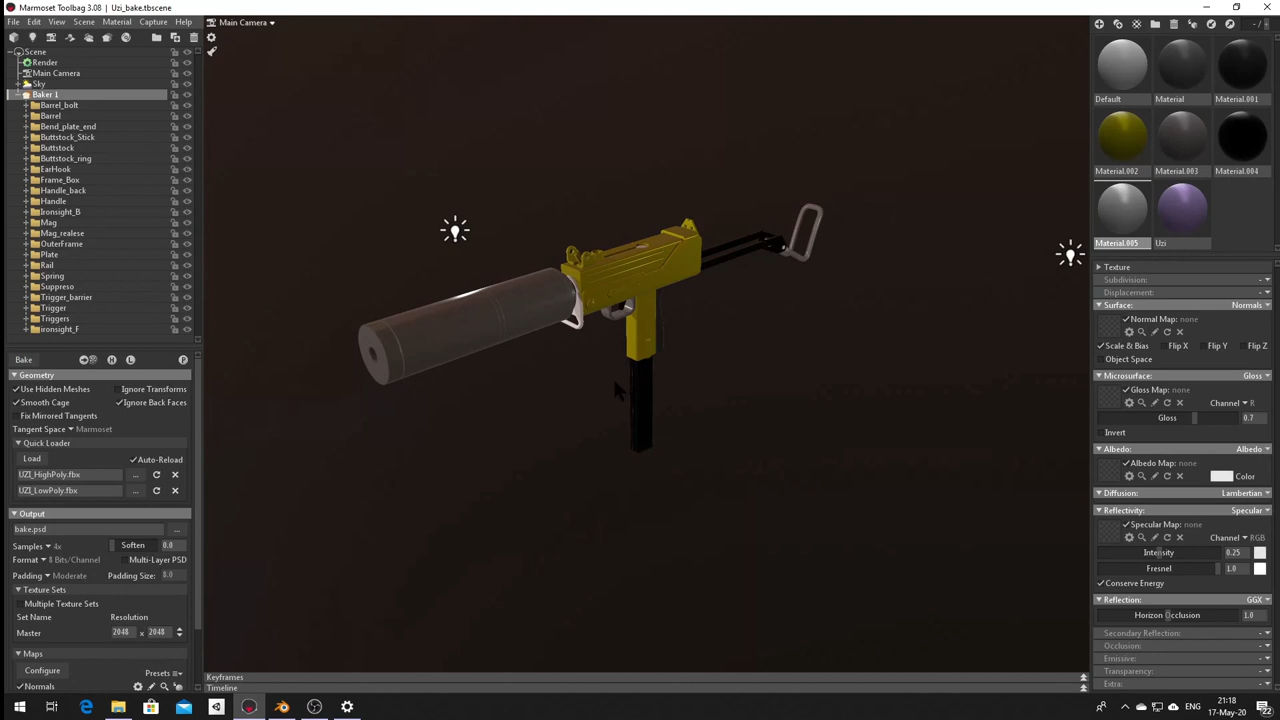 Marmoset Toolbag 3.08 | Uzi_bake.tbscene
File Edit View Scene Material Capture Help
Main Camera
Scene
Render
Main Camera
Sky
Baker 1
Barrel_bolt
Barrel
Bend_plate_end
Buttstock_Stick
Buttstock
Buttstock_ring
EarHook
Frame_Box
Handle_back
Handle
Ironsight_B
Mag
Mag_realese
OuterFrame
Plate
Rail
Spring
Suppreso
Trigger_barrier
Trigger
Triggers
ironsight_F
Bake H L P
Geometry
Use Hidden Meshes Ignore Transforms
Smooth Cage Ignore Back Faces
Fix Mirrored Tangents
Tangent Space Marmoset
Quick Loader
Load Auto-Reload
UZI_HighPoly.fbx ...
UZI_LowPoly.fbx ...
Output
bake.psd ...
Samples 4x Soften 0.0
Format 8 Bits/Channel Multi-Layer PSD
Padding Moderate Padding Size: 8.0
Texture Sets
Multiple Texture Sets
Set Name Resolution
Master 2048 x 2048
Maps
Configure Presets
Normals
Keyframes
Timeline
- / -
Default Material Material.001
Material.002 Material.003 Material.004
Material.005 Uzi
Texture
Subdivision:
Displacement:
Surface: Normals
Normal Map: none
Scale & Bias Flip X Flip Y Flip Z
Object Space
Microsurface: Gloss
Gloss Map: none
Channel R
Gloss 0.7
Invert
Albedo: Albedo
Albedo Map: none
Color
Diffusion: Lambertian
Reflectivity: Specular
Specular Map: none
Channel RGB
Intensity 0.25
Fresnel 1.0
Conserve Energy
Reflection: GGX
Horizon Occlusion 1.0
Secondary Reflection:
Occlusion:
Emissive:
Transparency:
Extra:
ENG
21:18
17-May-20
22